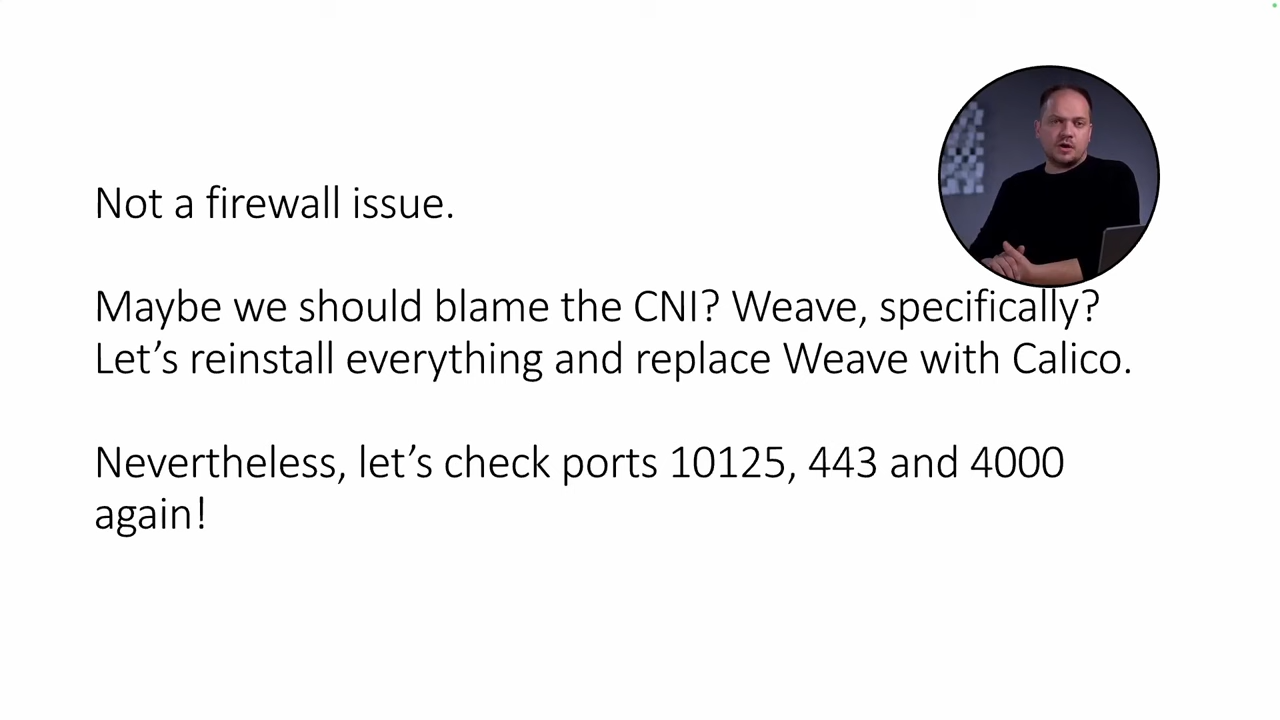 Not a firewall issue.
Maybe we should blame the CNI? Weave, specifically?
Let’s reinstall everything and replace Weave with Calico.
Nevertheless, let’s check ports 10125, 443 and 4000
again!